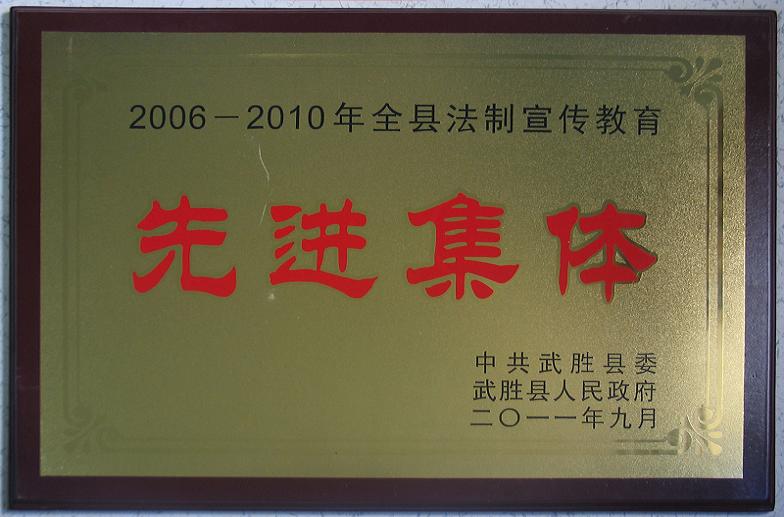 2006－2010年全县法制宣传教育
先进集体
中共武胜县委
武胜县人民政府
二〇一一年九月